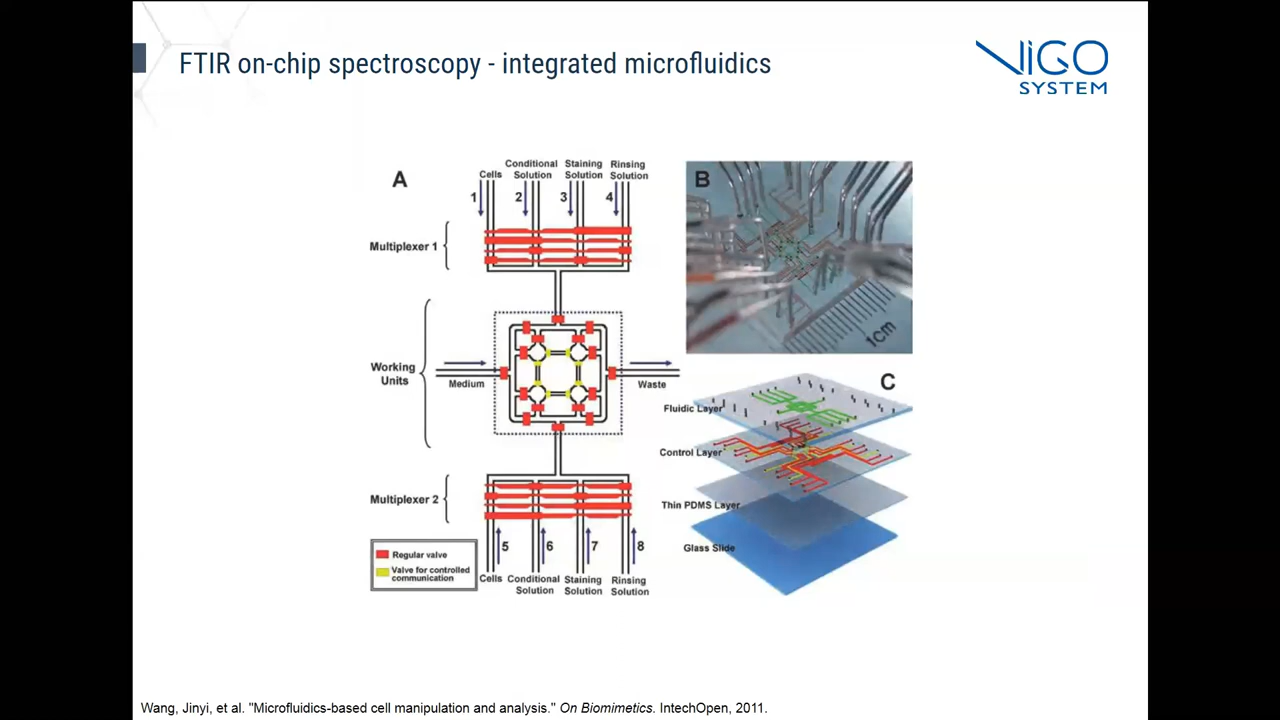 FTIR on-chip spectroscopy - integrated microfluidics
VIGO
SYSTEM
A
Cells
Conditional
Solution
Staining
Solution
Rinsing
Solution
1
2
3
4
Multiplexer 1
Working
Units
Medium
Waste
Multiplexer 2
5
6
7
8
Cells
Conditional
Solution
Staining
Solution
Rinsing
Solution
Regular valve
Valve for controlled
communication
B
1cm
C
Fluidic Layer
Control Layer
Thin PDMS Layer
Glass Slide
Wang, Jinyi, et al. "Microfluidics-based cell manipulation and analysis." On Biomimetics. IntechOpen, 2011.